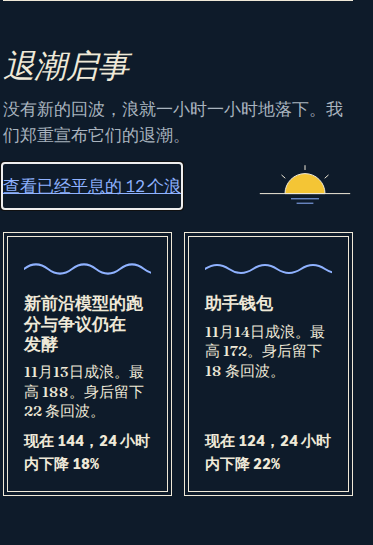 退潮启事
没有新的回波，浪就一小时一小时地落下。我
们郑重宣布它们的退潮。
查看已经平息的 12 个浪
新前沿模型的跑
分与争议仍在
发酵
11月13日成浪。最
高 188。身后留下
22 条回波。
现在 144，24 小时
内下降 18%
助手钱包
11月14日成浪。最
高 172。身后留下
18 条回波。
现在 124，24 小时
内下降 22%